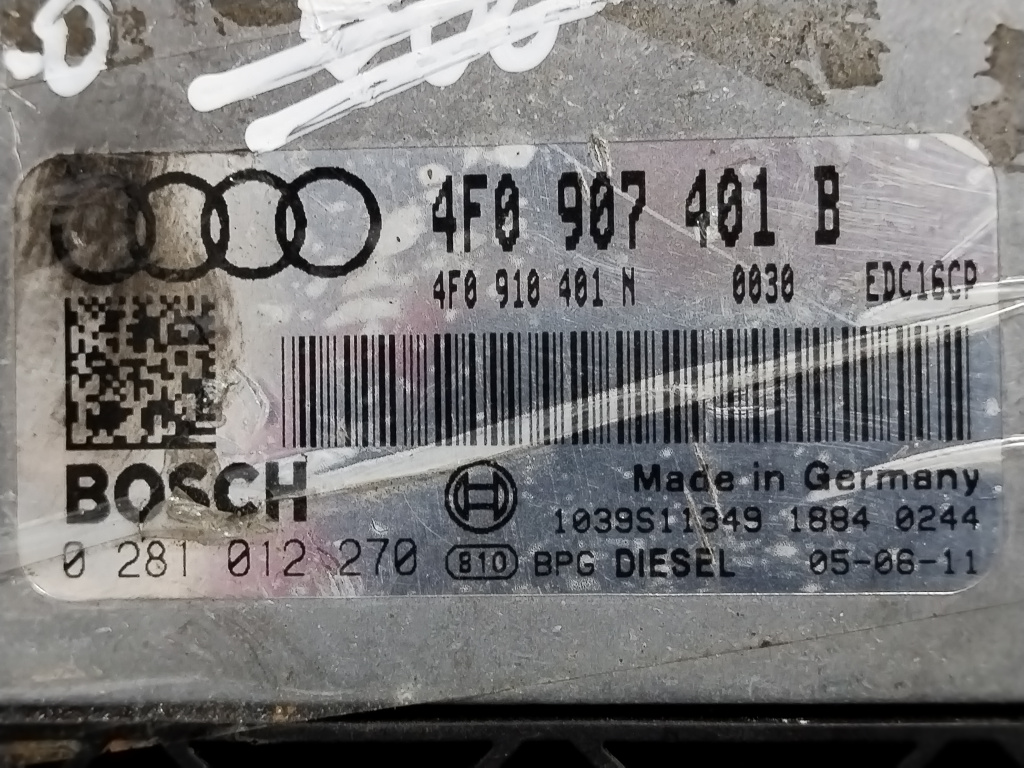 4F0 907 401 B
4F0 910 401 N 0030 EDC16CP
BOSCH
Made in Germany
1039S11349 1884 0244
0 281 012 270 810 BPG DIESEL 05-06-11